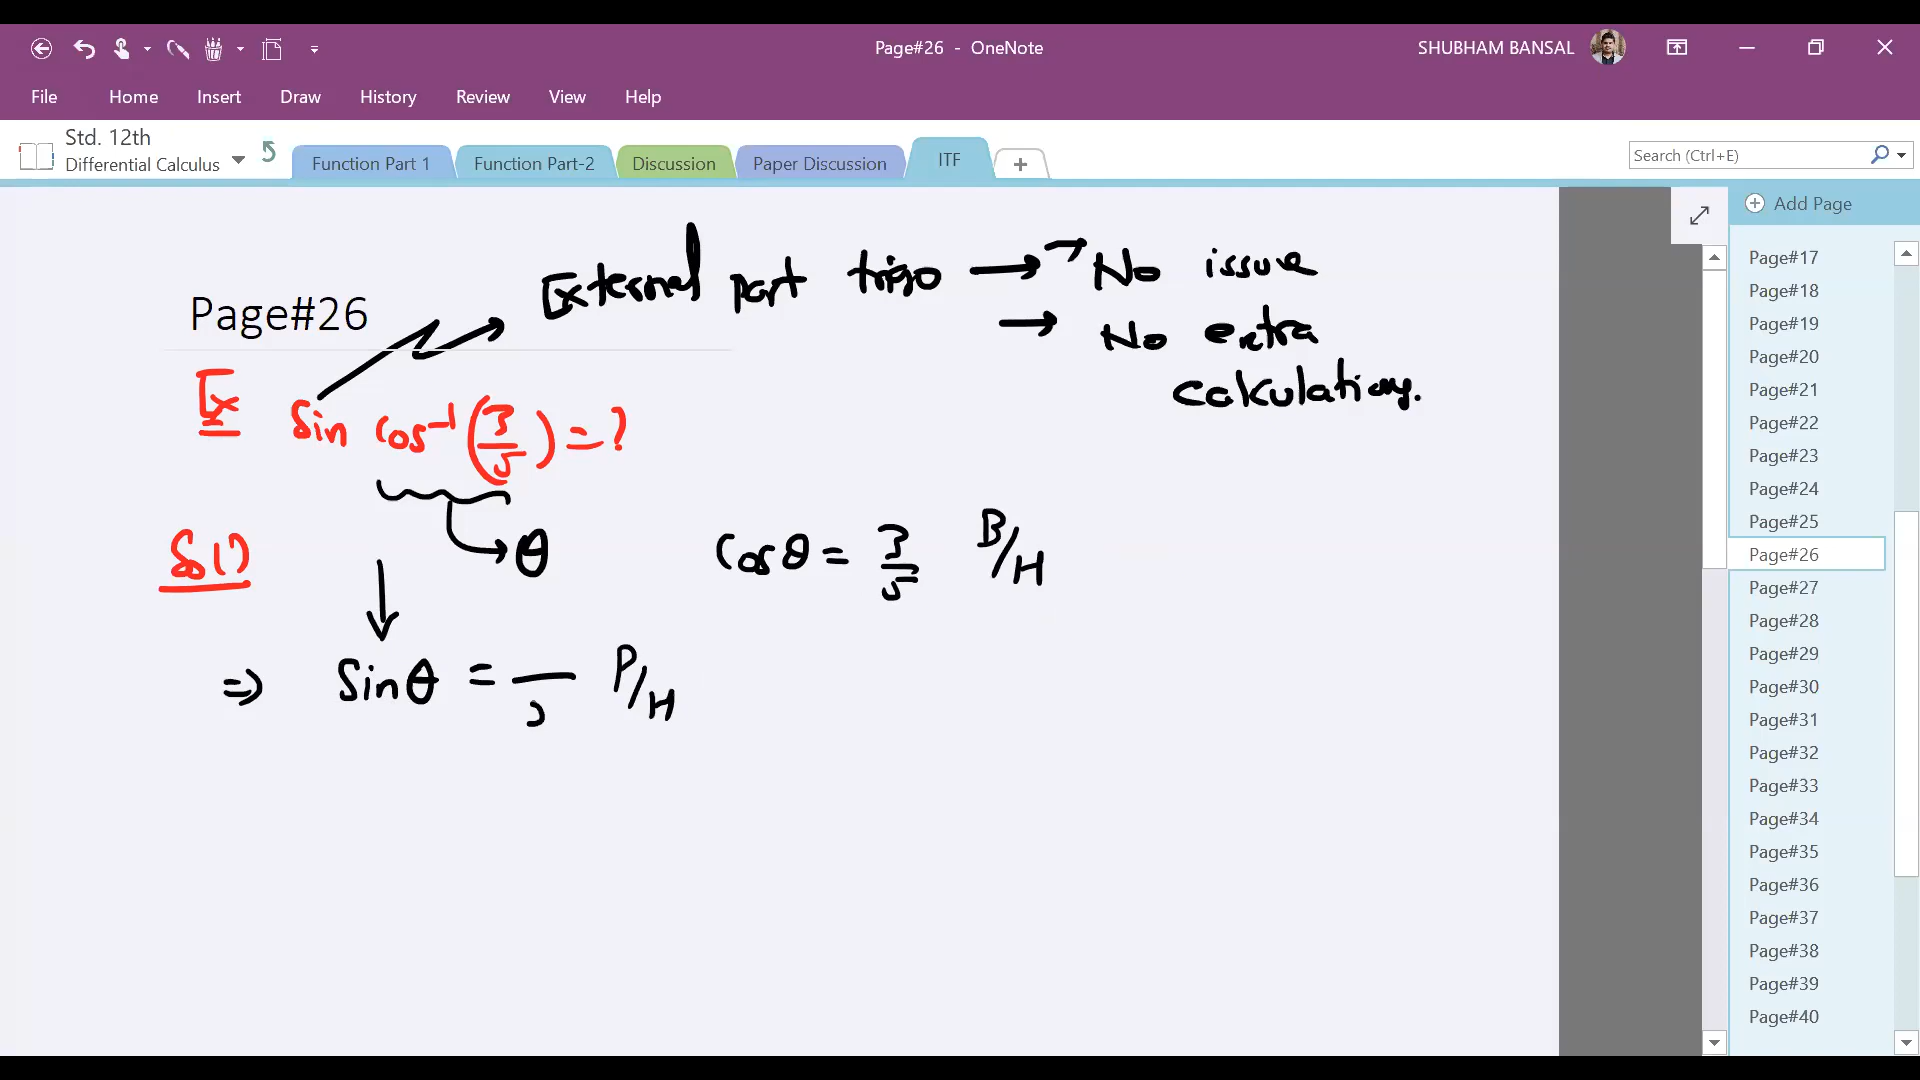 Page#26 - OneNote
SHUBHAM BANSAL
File Home Insert Draw History Review View Help
Std. 12th
Differential Calculus
Function Part 1
Function Part-2
Discussion
Paper Discussion
ITF
Search (Ctrl+E)
Add Page
External part trigo → → No issue
→ No extra
calculations.
Page#26
Ex sin cos⁻¹(3/5) = ?
Sol)
θ
cosθ = 3/5 B/H
⇒ sinθ = — P/H
Page#17
Page#18
Page#19
Page#20
Page#21
Page#22
Page#23
Page#24
Page#25
Page#26
Page#27
Page#28
Page#29
Page#30
Page#31
Page#32
Page#33
Page#34
Page#35
Page#36
Page#37
Page#38
Page#39
Page#40